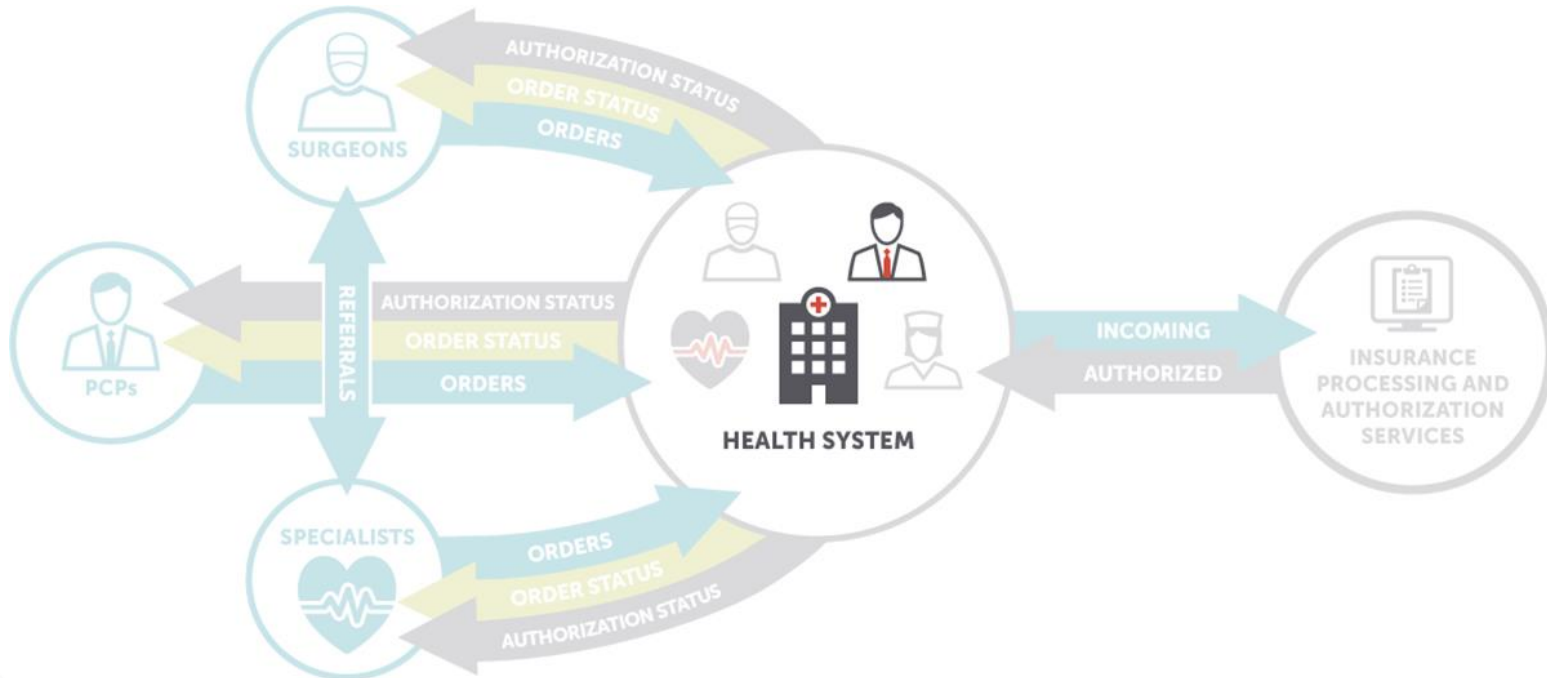 AUTHORIZATION STATUS
ORDER STATUS
ORDERS
SURGEONS
REFERRALS
AUTHORIZATION STATUS
ORDER STATUS
ORDERS
PCPs
HEALTH SYSTEM
INCOMING
AUTHORIZED
INSURANCE
PROCESSING AND
AUTHORIZATION
SERVICES
SPECIALISTS
ORDERS
ORDER STATUS
AUTHORIZATION STATUS